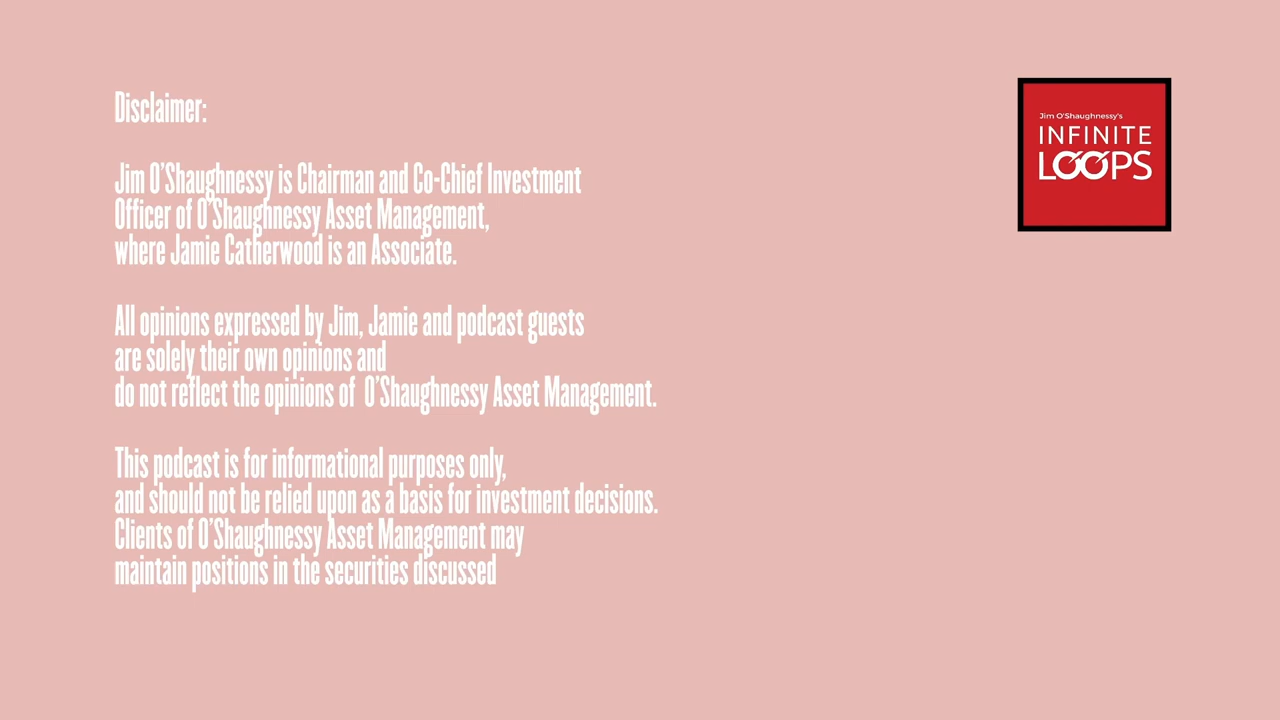 Disclaimer:
Jim O'Shaughnessy is Chairman and Co-Chief Investment
Officer of O'Shaughnessy Asset Management,
where Jamie Catherwood is an Associate.
All opinions expressed by Jim, Jamie and podcast guests
are solely their own opinions and
do not reflect the opinions of  O'Shaughnessy Asset Management.
This podcast is for informational purposes only,
and should not be relied upon as a basis for investment decisions.
Clients of O'Shaughnessy Asset Management may
maintain positions in the securities discussed
Jim O'Shaughnessy's
INFINITE
LOOPS